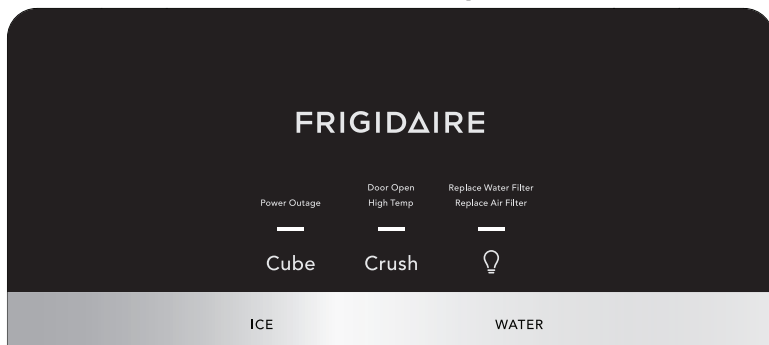 FRIGIDAIRE
Door Open Replace Water Filter
Power Outage High Temp Replace Air Filter
Cube Crush
ICE WATER